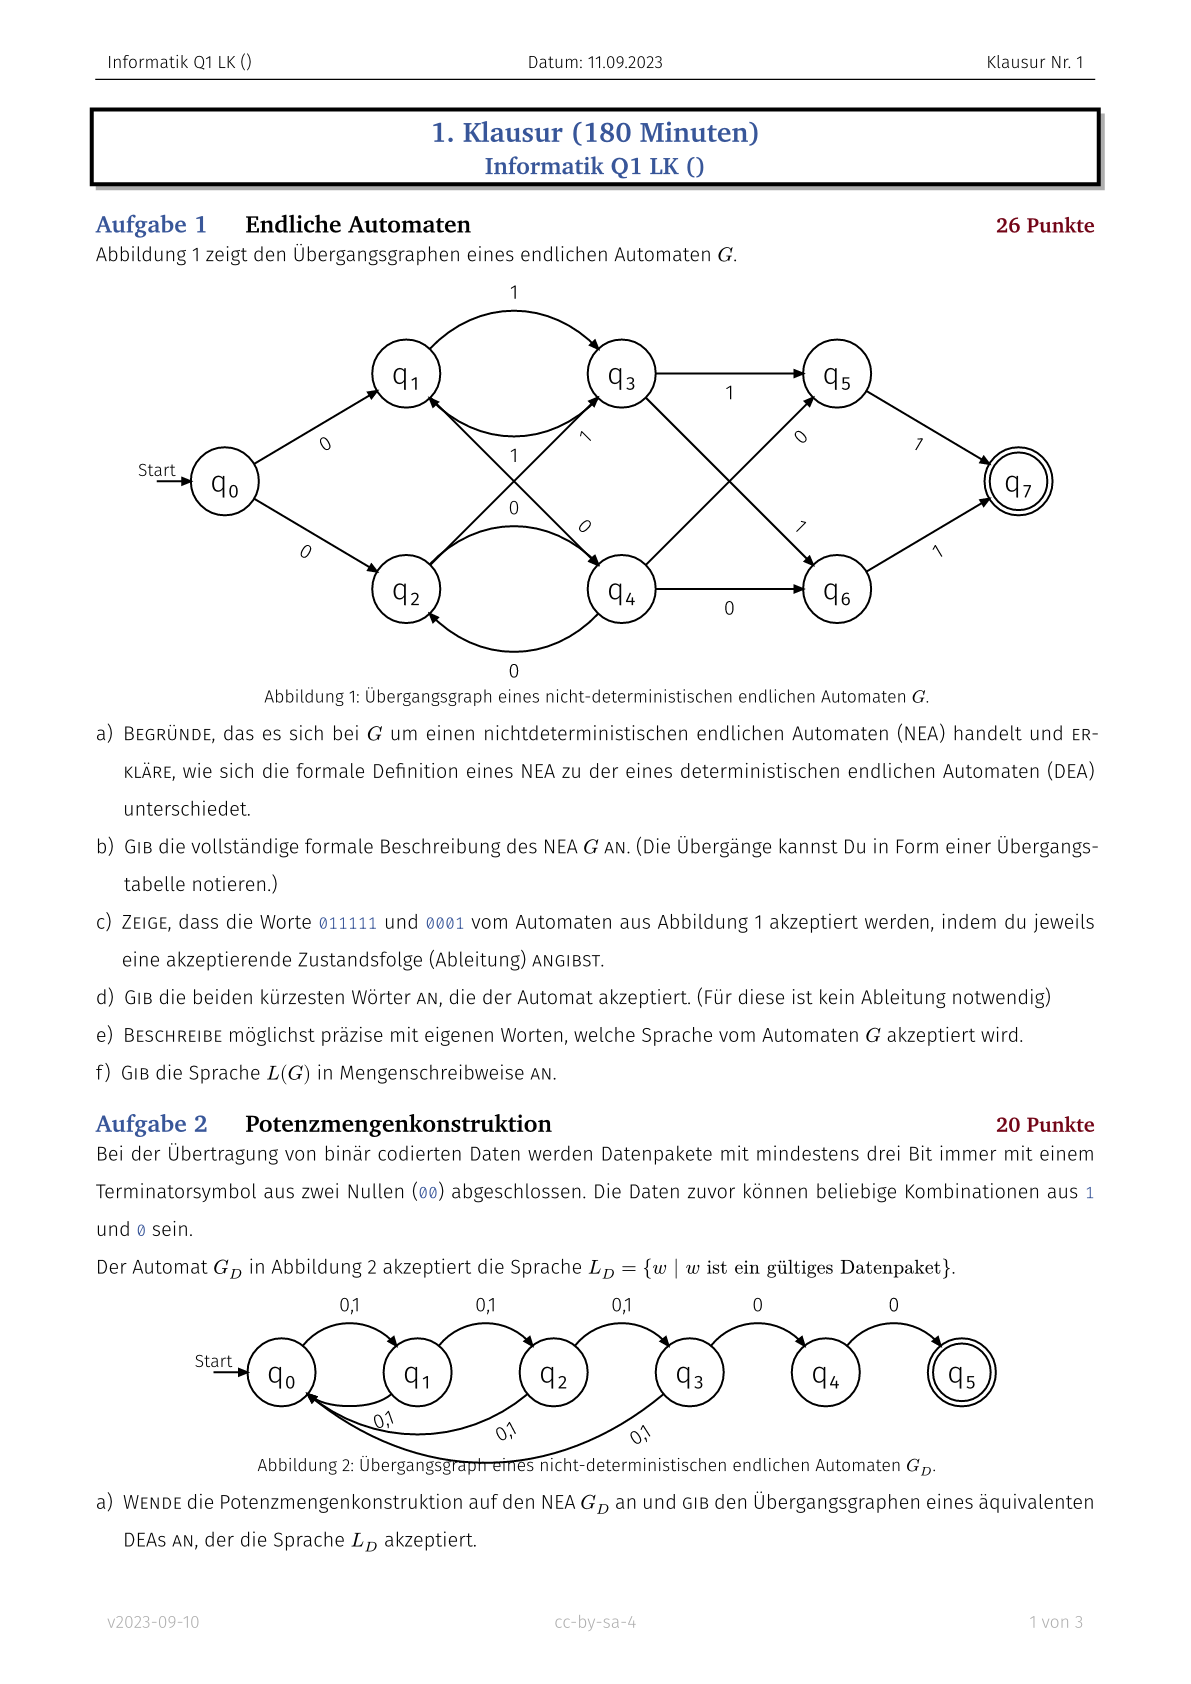 Informatik Q1 LK () Datum: 11.09.2023 Klausur Nr. 1
1. Klausur (180 Minuten)
Informatik Q1 LK ()
Aufgabe 1 Endliche Automaten 26 Punkte
Abbildung 1 zeigt den Übergangsgraphen eines endlichen Automaten G.
1
q1 q3 q5
1
0 1 0 1
1
Start
q0 q7
0
0 0 1 1
q2 q4 q6
0
0
Abbildung 1: Übergangsgraph eines nicht-deterministischen endlichen Automaten G.
a) BEGRÜNDE, das es sich bei G um einen nichtdeterministischen endlichen Automaten (NEA) handelt und ER-
KLÄRE, wie sich die formale Definition eines NEA zu der eines deterministischen endlichen Automaten (DEA)
unterschiedet.
b) GIB die vollständige formale Beschreibung des NEA G AN. (Die Übergänge kannst Du in Form einer Übergangs-
tabelle notieren.)
c) ZEIGE, dass die Worte 011111 und 0001 vom Automaten aus Abbildung 1 akzeptiert werden, indem du jeweils
eine akzeptierende Zustandsfolge (Ableitung) ANGIBST.
d) GIB die beiden kürzesten Wörter AN, die der Automat akzeptiert. (Für diese ist kein Ableitung notwendig)
e) BESCHREIBE möglichst präzise mit eigenen Worten, welche Sprache vom Automaten G akzeptiert wird.
f) GIB die Sprache L(G) in Mengenschreibweise AN.
Aufgabe 2 Potenzmengenkonstruktion 20 Punkte
Bei der Übertragung von binär codierten Daten werden Datenpakete mit mindestens drei Bit immer mit einem
Terminatorsymbol aus zwei Nullen (00) abgeschlossen. Die Daten zuvor können beliebige Kombinationen aus 1
und 0 sein.
Der Automat G_D in Abbildung 2 akzeptiert die Sprache L_D = {w | w ist ein gültiges Datenpaket}.
0,1 0,1 0,1 0 0
Start
q0 q1 q2 q3 q4 q5
0,1 0,1 0,1
Abbildung 2: Übergangsgraph eines nicht-deterministischen endlichen Automaten G_D.
a) WENDE die Potenzmengenkonstruktion auf den NEA G_D an und GIB den Übergangsgraphen eines äquivalenten
DEAs AN, der die Sprache L_D akzeptiert.
v2023-09-10 cc-by-sa-4 1 von 3